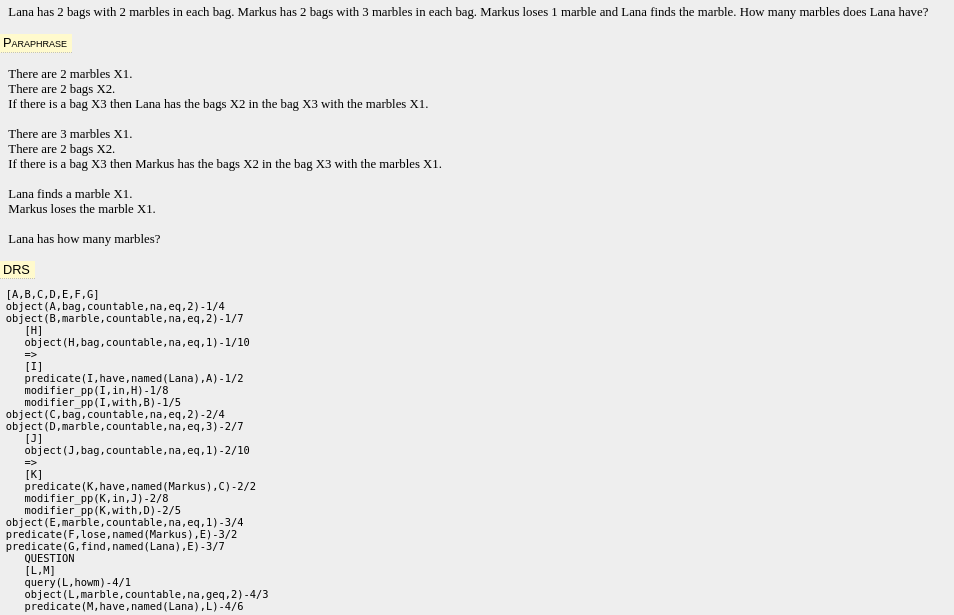 Lana has 2 bags with 2 marbles in each bag. Markus has 2 bags with 3 marbles in each bag. Markus loses 1 marble and Lana finds the marble. How many marbles does Lana have?
PARAPHRASE
There are 2 marbles X1.
There are 2 bags X2.
If there is a bag X3 then Lana has the bags X2 in the bag X3 with the marbles X1.
There are 3 marbles X1.
There are 2 bags X2.
If there is a bag X3 then Markus has the bags X2 in the bag X3 with the marbles X1.
Lana finds a marble X1.
Markus loses the marble X1.
Lana has how many marbles?
DRS
[A,B,C,D,E,F,G]
object(A,bag,countable,na,eq,2)-1/4
object(B,marble,countable,na,eq,2)-1/7
[H]
object(H,bag,countable,na,eq,1)-1/10
=>
[I]
predicate(I,have,named(Lana),A)-1/2
modifier_pp(I,in,H)-1/8
modifier_pp(I,with,B)-1/5
object(C,bag,countable,na,eq,2)-2/4
object(D,marble,countable,na,eq,3)-2/7
[J]
object(J,bag,countable,na,eq,1)-2/10
=>
[K]
predicate(K,have,named(Markus),C)-2/2
modifier_pp(K,in,J)-2/8
modifier_pp(K,with,D)-2/5
object(E,marble,countable,na,eq,1)-3/4
predicate(F,lose,named(Markus),E)-3/2
predicate(G,find,named(Lana),E)-3/7
QUESTION
[L,M]
query(L,howm)-4/1
object(L,marble,countable,na,geq,2)-4/3
predicate(M,have,named(Lana),L)-4/6